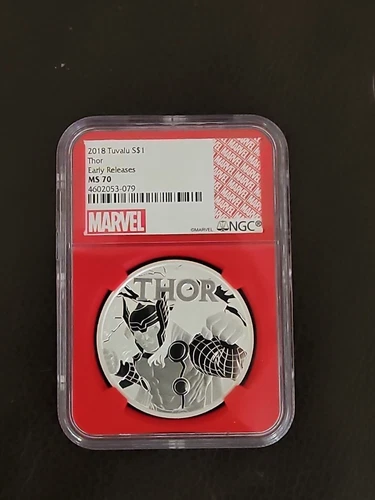 2018 Tuvalu S$1
Thor
Early Releases
MS 70
4602053-079
MARVEL
©MARVEL NGC®
THOR